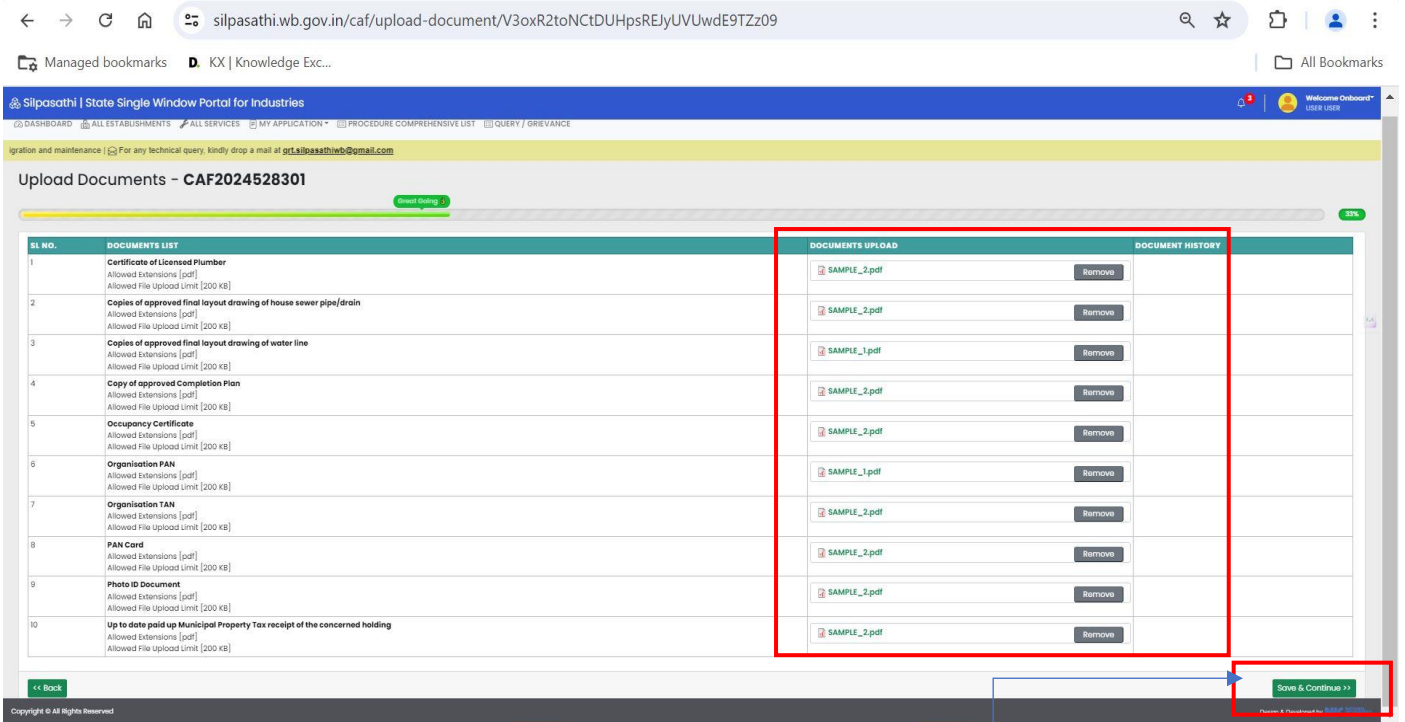 silpasathi.wb.gov.in/caf/upload-document/V3oxR2toNCtDUHpsREJyUVUwdE9TZz09
Managed bookmarks D. KX | Knowledge Exc... All Bookmarks
Silpasathi | State Single Window Portal for Industries 3 Welcome Onboard
USER USER
DASHBOARD ALL ESTABLISHMENTS ALL SERVICES MY APPLICATION PROCEDURE COMPREHENSIVE LIST QUERY / GRIEVANCE
igration and maintenance | For any technical query, kindly drop a mail at qrt.silpasathiwb@gmail.com
Upload Documents - CAF2024528301
Great Going
33%
SL NO. DOCUMENTS LIST DOCUMENTS UPLOAD DOCUMENT HISTORY
1 Certificate of Licensed Plumber
Allowed Extensions [pdf]
Allowed File Upload Limit [200 KB]
SAMPLE_2.pdf Remove
2 Copies of approved final layout drawing of house sewer pipe/drain
Allowed Extensions [pdf]
Allowed File Upload Limit [200 KB]
SAMPLE_2.pdf Remove
3 Copies of approved final layout drawing of water line
Allowed Extensions [pdf]
Allowed File Upload Limit [200 KB]
SAMPLE_1.pdf Remove
4 Copy of approved Completion Plan
Allowed Extensions [pdf]
Allowed File Upload Limit [200 KB]
SAMPLE_2.pdf Remove
5 Occupancy Certificate
Allowed Extensions [pdf]
Allowed File Upload Limit [200 KB]
SAMPLE_2.pdf Remove
6 Organisation PAN
Allowed Extensions [pdf]
Allowed File Upload Limit [200 KB]
SAMPLE_1.pdf Remove
7 Organisation TAN
Allowed Extensions [pdf]
Allowed File Upload Limit [200 KB]
SAMPLE_2.pdf Remove
8 PAN Card
Allowed Extensions [pdf]
Allowed File Upload Limit [200 KB]
SAMPLE_2.pdf Remove
9 Photo ID Document
Allowed Extensions [pdf]
Allowed File Upload Limit [200 KB]
SAMPLE_2.pdf Remove
10 Up to date paid up Municipal Property Tax receipt of the concerned holding
Allowed Extensions [pdf]
Allowed File Upload Limit [200 KB]
SAMPLE_2.pdf Remove
<< Back Save & Continue >>
Copyright © All Rights Reserved Design & Developed by